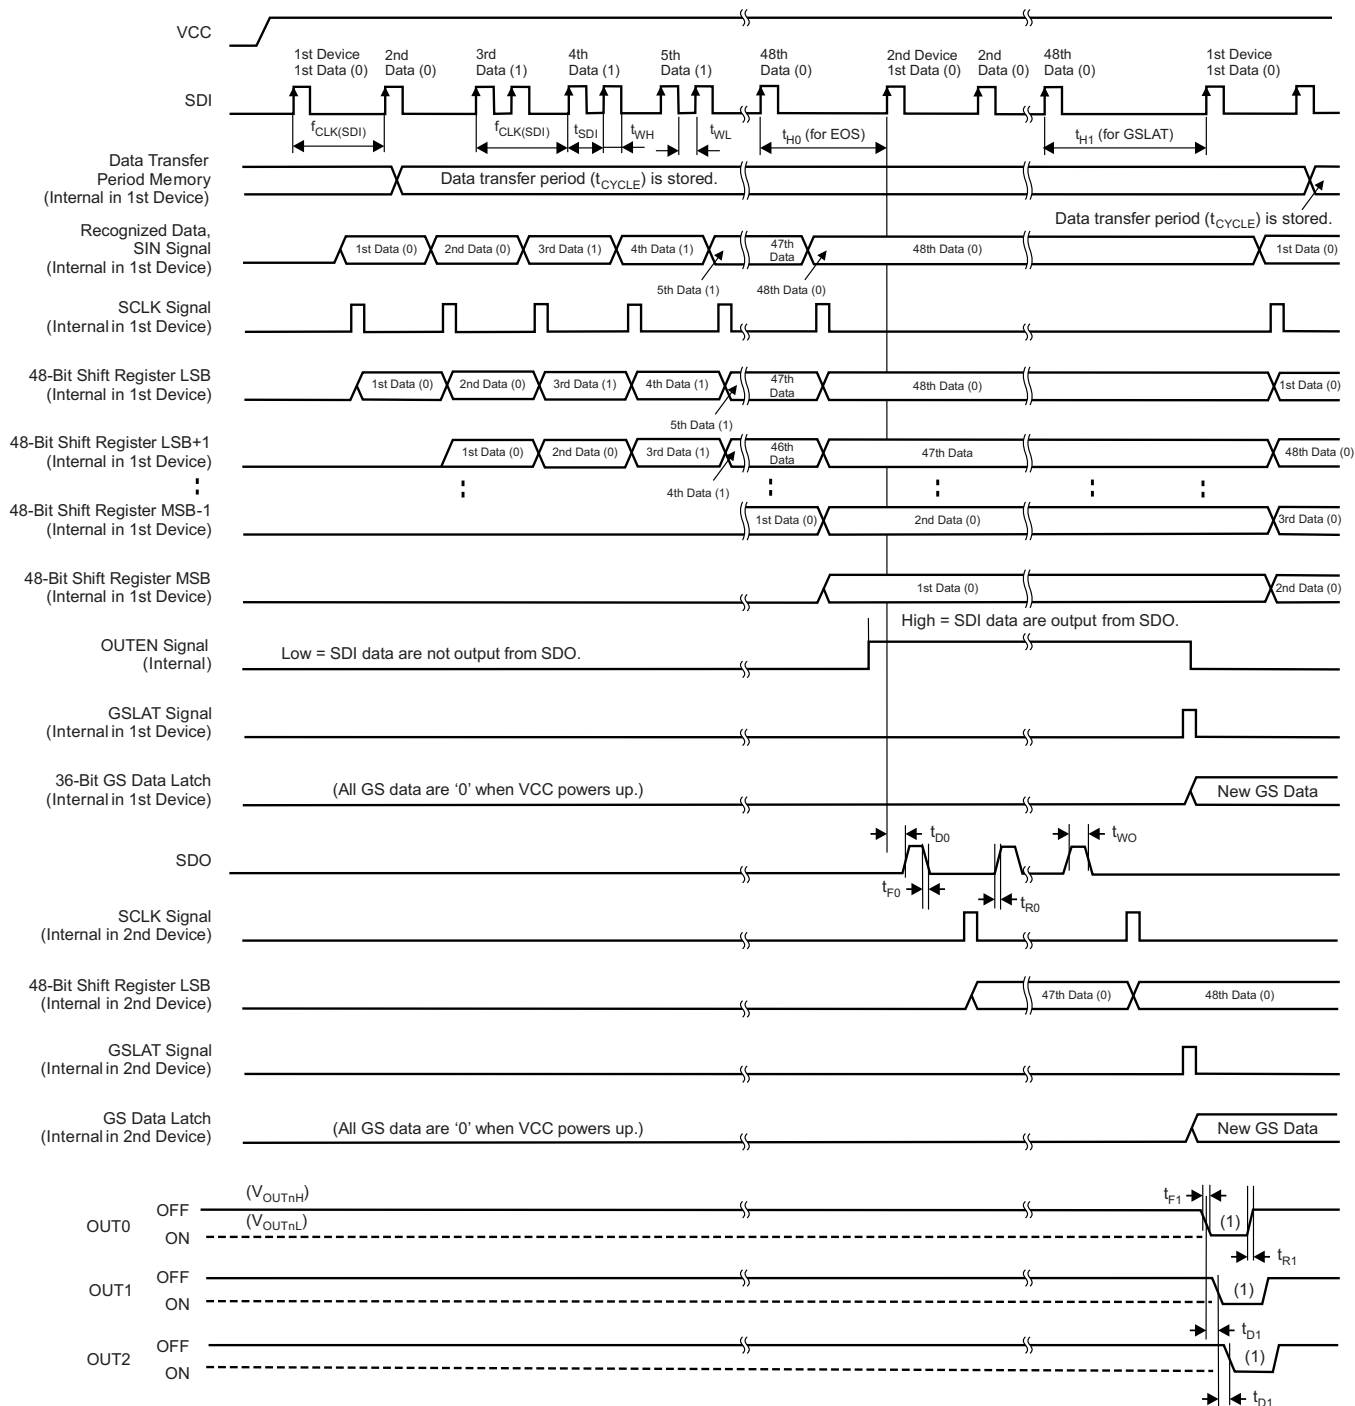 VCC
1st Device
1st Data (0)
2nd
Data (0)
3rd
Data (1)
4th
Data (1)
5th
Data (1)
48th
Data (0)
2nd Device
1st Data (0)
2nd
Data (0)
48th
Data (0)
1st Device
1st Data (0)
SDI
fCLK(SDI)
fCLK(SDI)
tSDI
tWH
tWL
tH0 (for EOS)
tH1 (for GSLAT)
Data Transfer
Period Memory
(Internal in 1st Device)
Data transfer period (tCYCLE) is stored.
Data transfer period (tCYCLE) is stored.
Recognized Data,
SIN Signal
(Internal in 1st Device)
1st Data (0)
2nd Data (0)
3rd Data (1)
4th Data (1)
47th
Data
48th Data (0)
1st Data (0)
5th Data (1)
48th Data (0)
SCLK Signal
(Internal in 1st Device)
48-Bit Shift Register LSB
(Internal in 1st Device)
1st Data (0)
2nd Data (0)
3rd Data (1)
4th Data (1)
47th
Data
48th Data (0)
1st Data (0)
5th Data (1)
48-Bit Shift Register LSB+1
(Internal in 1st Device)
1st Data (0)
2nd Data (0)
3rd Data (1)
46th
Data
47th Data
48th Data (0)
4th Data (1)
48-Bit Shift Register MSB-1
(Internal in 1st Device)
1st Data (0)
2nd Data (0)
3rd Data (0)
48-Bit Shift Register MSB
(Internal in 1st Device)
1st Data (0)
2nd Data (0)
OUTEN Signal
(Internal)
Low = SDI data are not output from SDO.
High = SDI data are output from SDO.
GSLAT Signal
(Internal in 1st Device)
36-Bit GS Data Latch
(Internal in 1st Device)
(All GS data are ‘0’ when VCC powers up.)
New GS Data
SDO
tD0
tWO
tF0
tR0
SCLK Signal
(Internal in 2nd Device)
48-Bit Shift Register LSB
(Internal in 2nd Device)
47th Data (0)
48th Data (0)
GSLAT Signal
(Internal in 2nd Device)
GS Data Latch
(Internal in 2nd Device)
(All GS data are ‘0’ when VCC powers up.)
New GS Data
OUT0
OFF
(VOUTnH)
(VOUTnL)
ON
tF1
(1)
tR1
OUT1
OFF
ON
(1)
tD1
OUT2
OFF
ON
(1)
tD1